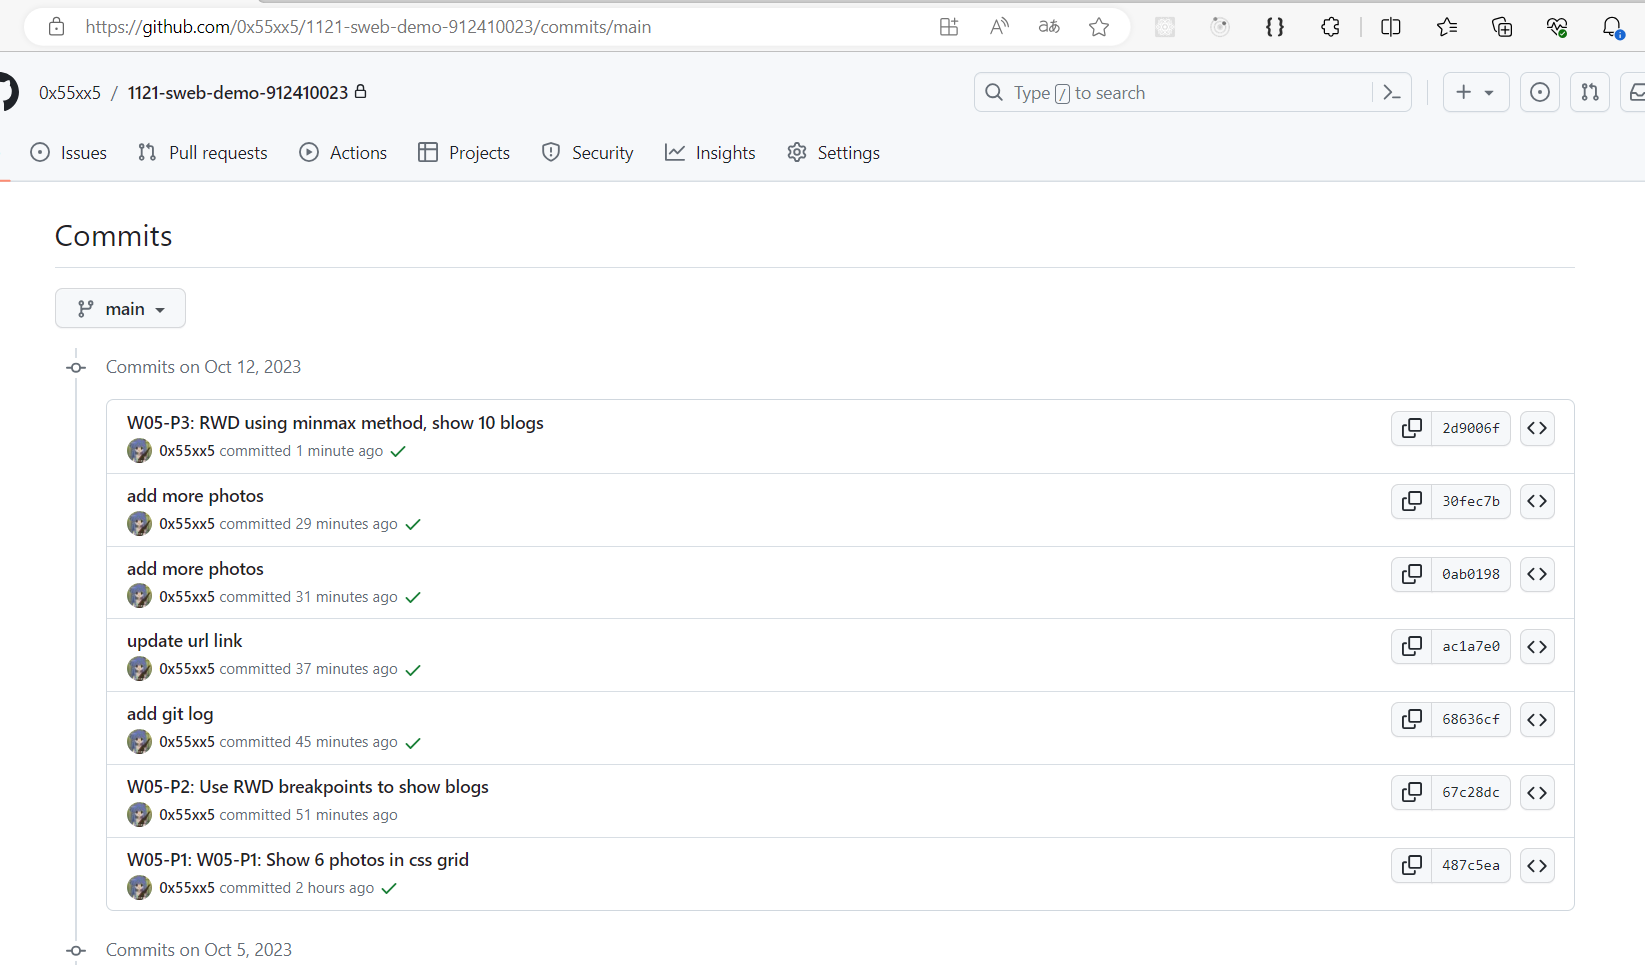 https://github.com/0x55xx5/1121-sweb-demo-912410023/commits/main
0x55xx5 / 1121-sweb-demo-912410023
Type / to search
Issues
Pull requests
Actions
Projects
Security
Insights
Settings
Commits
main
Commits on Oct 12, 2023
W05-P3: RWD using minmax method, show 10 blogs
0x55xx5 committed 1 minute ago
2d9006f
add more photos
0x55xx5 committed 29 minutes ago
30fec7b
add more photos
0x55xx5 committed 31 minutes ago
0ab0198
update url link
0x55xx5 committed 37 minutes ago
ac1a7e0
add git log
0x55xx5 committed 45 minutes ago
68636cf
W05-P2: Use RWD breakpoints to show blogs
0x55xx5 committed 51 minutes ago
67c28dc
W05-P1: W05-P1: Show 6 photos in css grid
0x55xx5 committed 2 hours ago
487c5ea
Commits on Oct 5, 2023